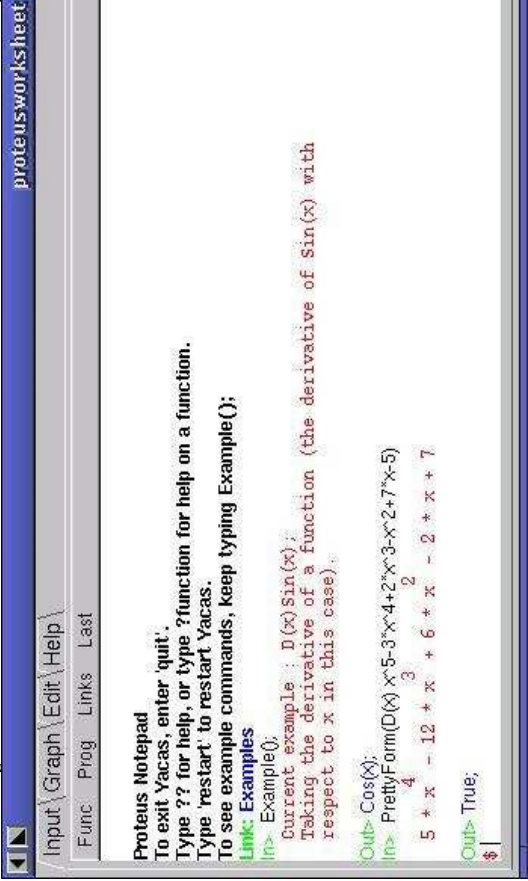 proteusworksheet
Input \ Graph \ Edit \ Help \
Func Prog Links Last
Proteus Notepad
To exit Yacas, enter 'quit'.
Type ?? for help, or type ?function for help on a function.
Type 'restart' to restart Yacas.
To see example commands, keep typing Example();
Link: Examples
In> Example();
Current example : D(x)Sin(x);
Taking the derivative of a function (the derivative of Sin(x) with
respect to x in this case).
Out> Cos(x);
In> PrettyForm(D(x) x^5-3*x^4+2*x^3-x^2+7*x-5)
4 3 2
5 * x - 12 * x + 6 * x - 2 * x + 7
Out> True;
$